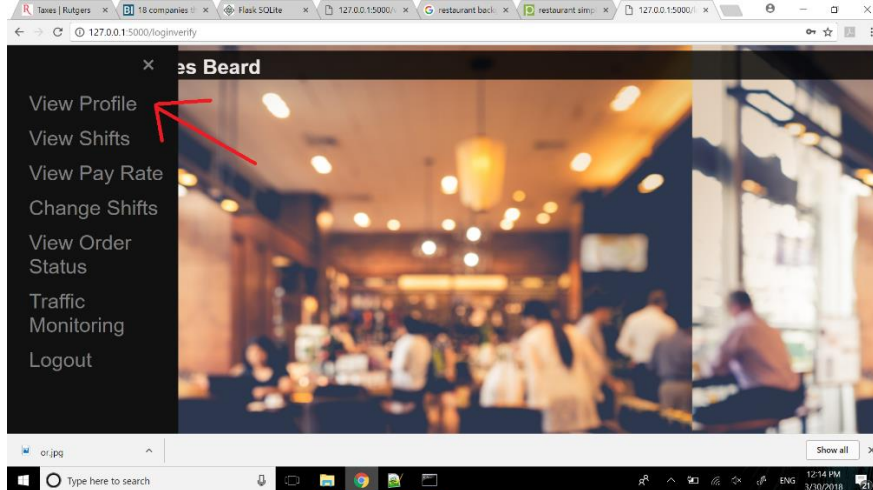 Taxes | Rutgers
18 companies th
Flask SQLite
127.0.0.1:5000/
restaurant back
restaurant simp
127.0.0.1:5000/
127.0.0.1:5000/loginverify
es Beard
View Profile
View Shifts
View Pay Rate
Change Shifts
View Order
Status
Traffic
Monitoring
Logout
or.jpg
Show all
Type here to search
ENG
12:14 PM
3/30/2018
21